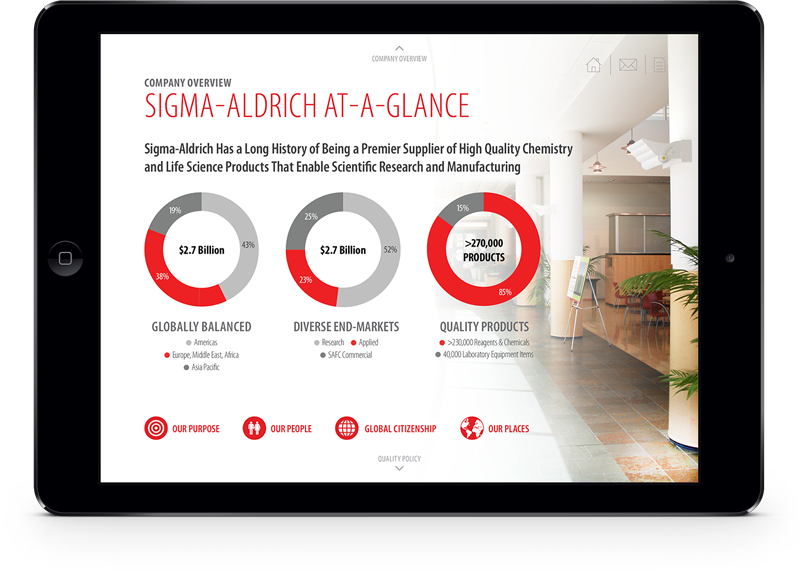 COMPANY OVERVIEW
COMPANY OVERVIEW
SIGMA-ALDRICH AT-A-GLANCE
Sigma-Aldrich Has a Long History of Being a Premier Supplier of High Quality Chemistry
and Life Science Products That Enable Scientific Research and Manufacturing
19%
43%
38%
$2.7 Billion
25%
52%
23%
$2.7 Billion
15%
85%
>270,000
PRODUCTS
GLOBALLY BALANCED
Americas
Europe, Middle East, Africa
Asia Pacific
DIVERSE END-MARKETS
Research Applied
SAFC Commercial
QUALITY PRODUCTS
>230,000 Reagents & Chemicals
40,000 Laboratory Equipment Items
OUR PURPOSE
OUR PEOPLE
GLOBAL CITIZENSHIP
OUR PLACES
QUALITY POLICY